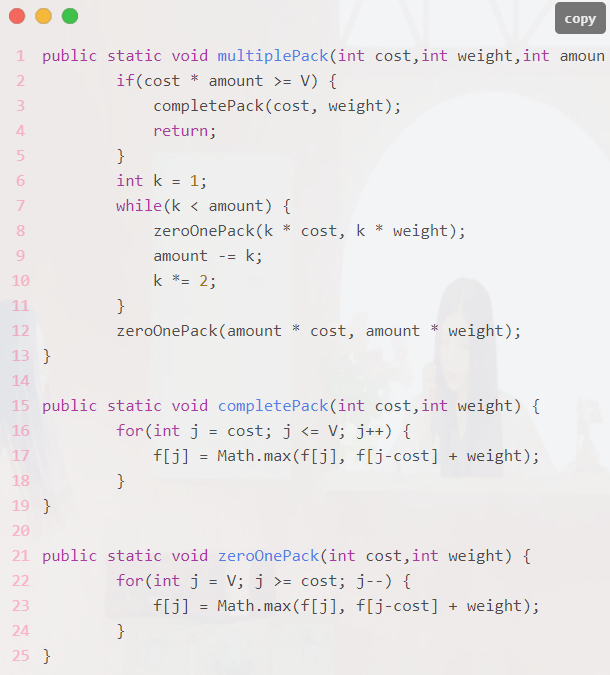 copy
1 public static void multiplePack(int cost,int weight,int amoun
2         if(cost * amount >= V) {
3             completePack(cost, weight);
4             return;
5         }
6         int k = 1;
7         while(k < amount) {
8             zeroOnePack(k * cost, k * weight);
9             amount -= k;
10             k *= 2;
11         }
12         zeroOnePack(amount * cost, amount * weight);
13 }
14
15 public static void completePack(int cost,int weight) {
16         for(int j = cost; j <= V; j++) {
17             f[j] = Math.max(f[j], f[j-cost] + weight);
18         }
19 }
20
21 public static void zeroOnePack(int cost,int weight) {
22         for(int j = V; j >= cost; j--) {
23             f[j] = Math.max(f[j], f[j-cost] + weight);
24         }
25 }